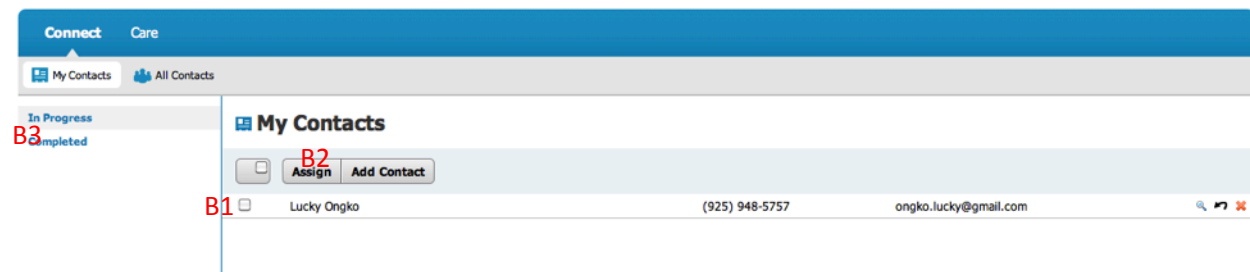 Connect Care
My Contacts All Contacts
In Progress
B3
Completed
My Contacts
B2
Assign Add Contact
B1 Lucky Ongko (925) 948-5757 ongko.lucky@gmail.com